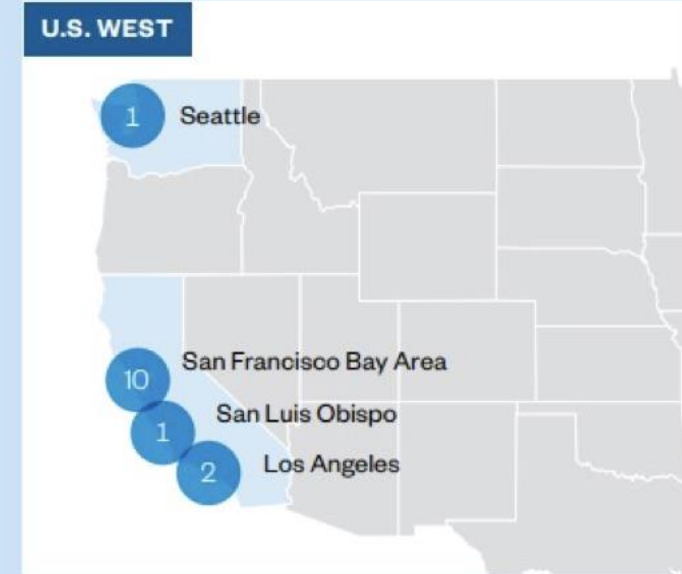 U.S. WEST
1 Seattle
10 San Francisco Bay Area
1 San Luis Obispo
2 Los Angeles